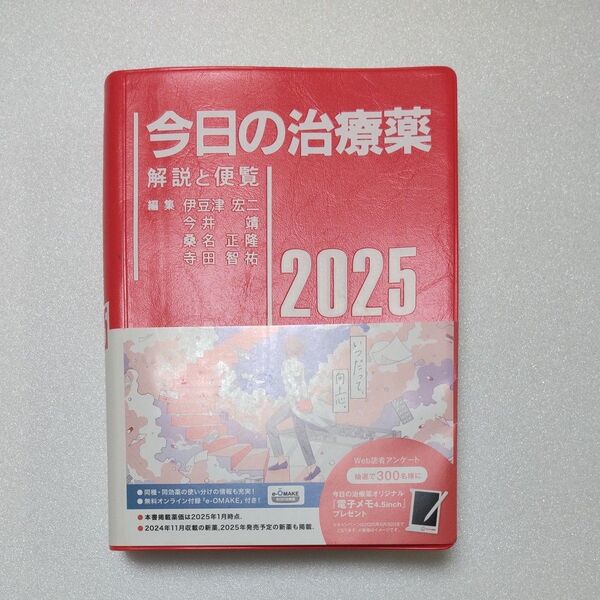 今日の治療薬
解説と便覧
編集 伊豆津 宏二
今井 靖
桑名 正隆
寺田 智祐
2025
いつだって、
向上心。
Web読者アンケート
抽選で300名様に
今日の治療薬オリジナル
「電子メモ4.5inch」
プレゼント
●同種・同効薬の使い分けの情報も充実!
●無料オンライン付録「e-OMAKE」付き!
e-OMAKE
●本書掲載薬価は2025年1月時点.
●2024年11月収載の新薬,2025年発売予定の新薬も掲載.